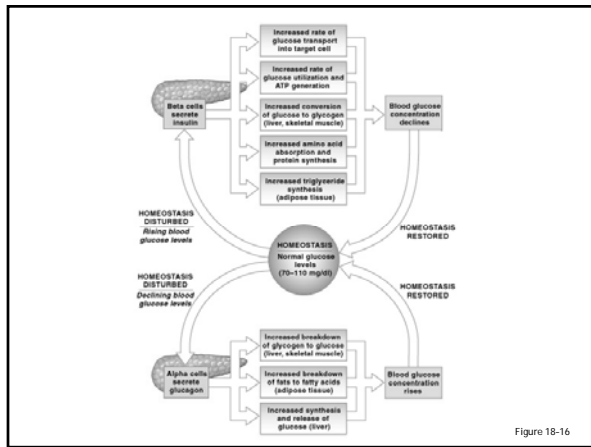 Increased rate of
glucose transport
into target cell
Increased rate of
glucose utilization and
ATP generation
Beta cells
secrete
insulin
Increased conversion
of glucose to glycogen
(liver, skeletal muscle)
Blood glucose
concentration
declines
Increased amino acid
absorption and
protein synthesis
Increased triglyceride
synthesis
(adipose tissue)
HOMEOSTASIS
DISTURBED
Rising blood
glucose levels
HOMEOSTASIS
RESTORED
HOMEOSTASIS
Normal glucose
levels
(70–110 mg/dl)
HOMEOSTASIS
DISTURBED
Declining blood
glucose levels
HOMEOSTASIS
RESTORED
Increased breakdown
of glycogen to glucose
(liver, skeletal muscle)
Alpha cells
secrete
glucagon
Increased breakdown
of fats to fatty acids
(adipose tissue)
Blood glucose
concentration
rises
Increased synthesis
and release of
glucose (liver)
Figure 18-16